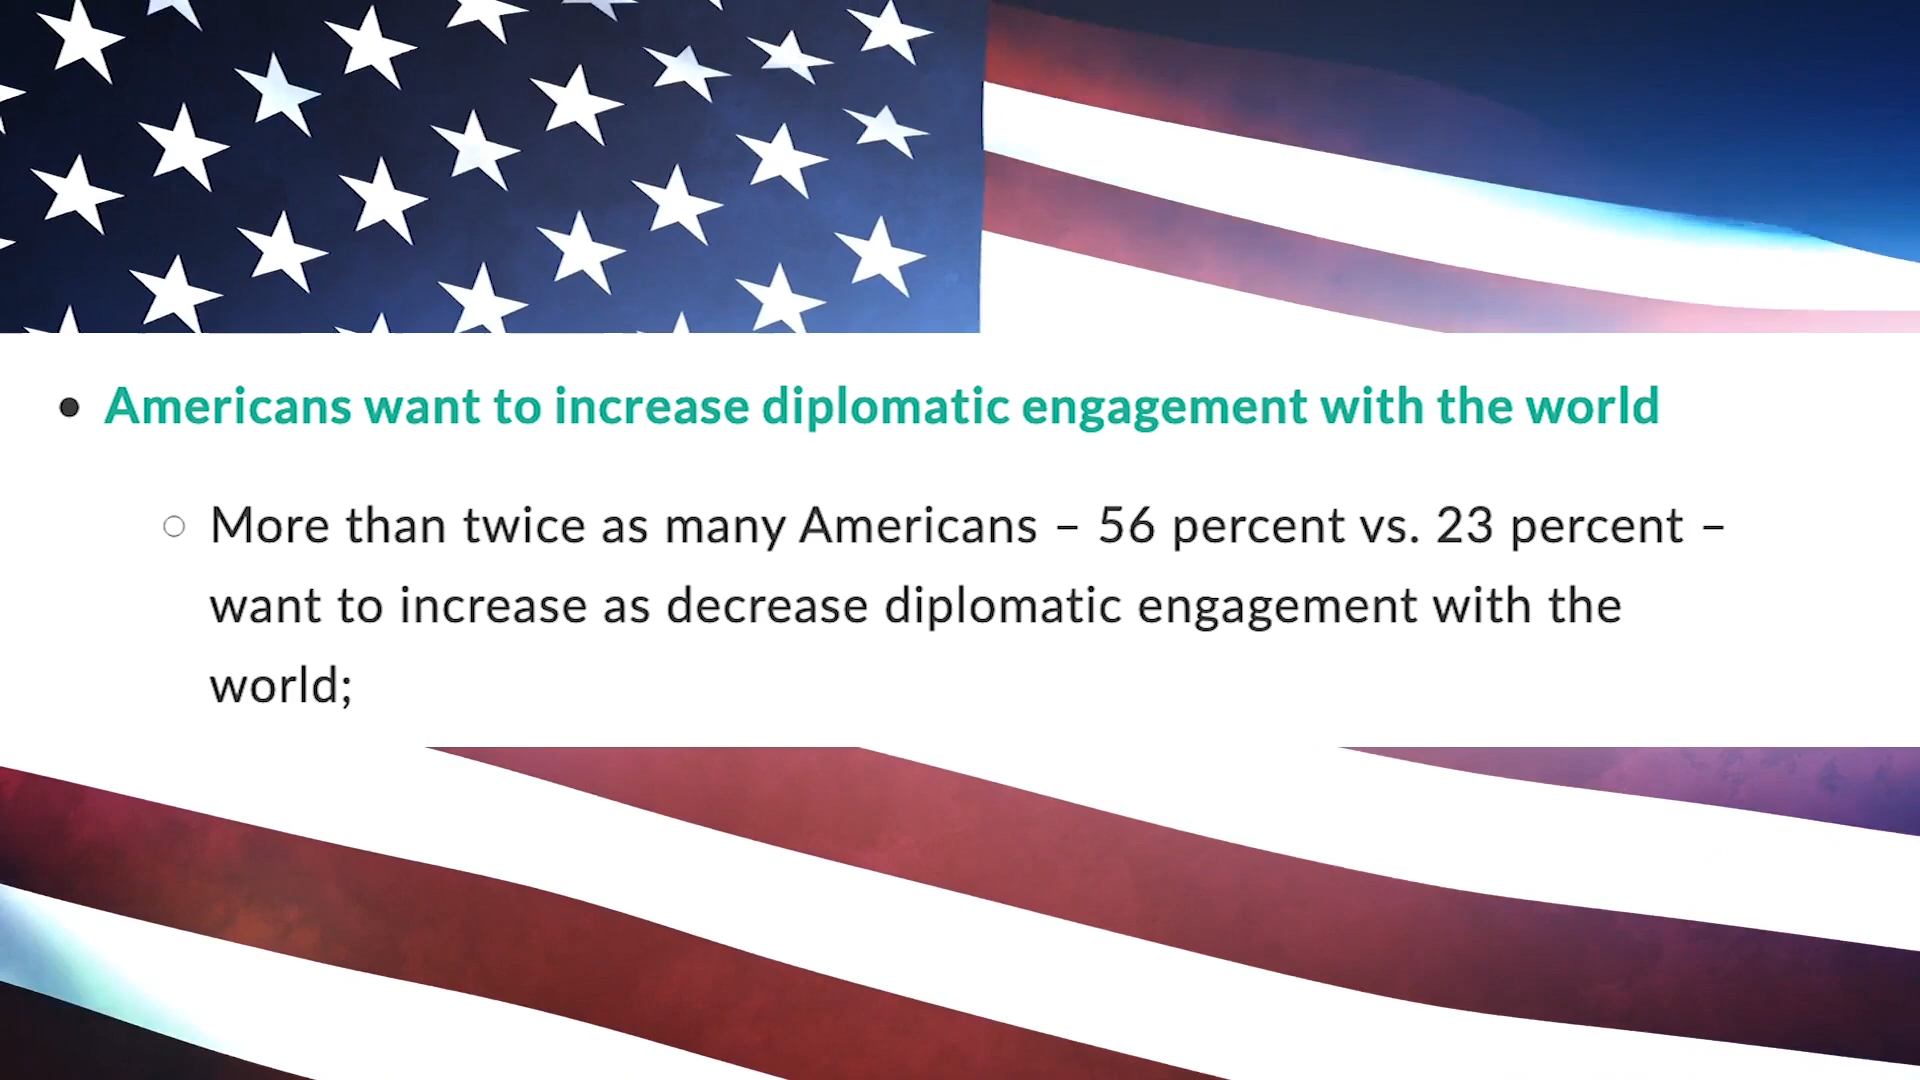 Americans want to increase diplomatic engagement with the world
More than twice as many Americans – 56 percent vs. 23 percent –
want to increase as decrease diplomatic engagement with the
world;